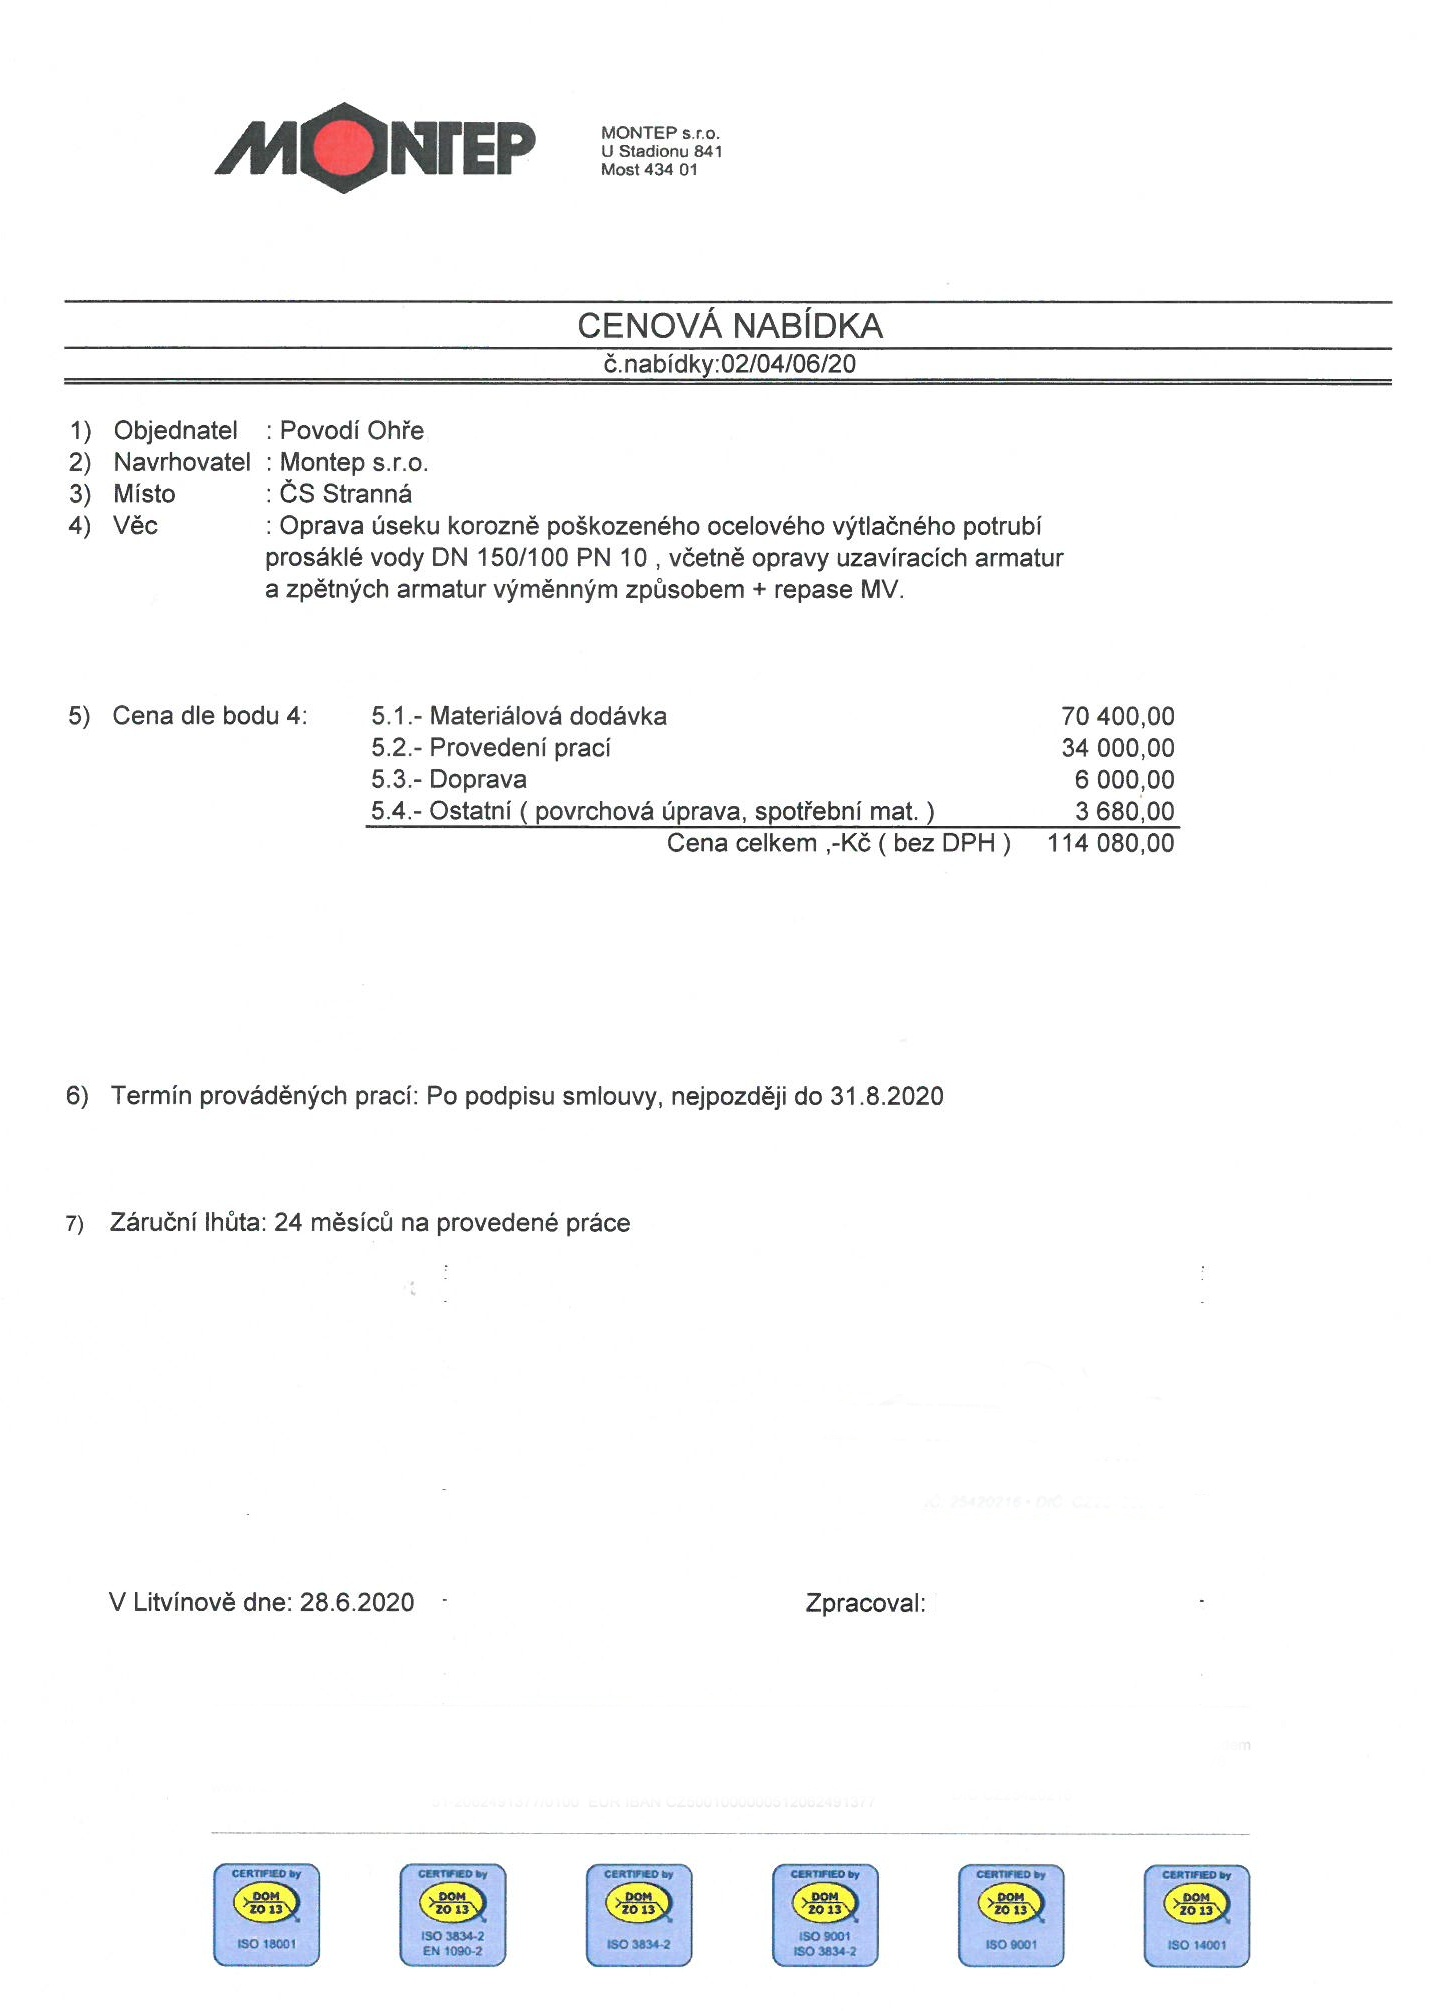 MONTEP
MONTEP s.r.o.
U Stadionu 841
Most 434 01
CENOVÁ NABÍDKA
č.nabídky:02/04/06/20
1) Objednatel : Povodí Ohře
2) Navrhovatel : Montep s.r.o.
3) Místo : ČS Stranná
4) Věc : Oprava úseku korozně poškozeného ocelového výtlačného potrubí
prosáklé vody DN 150/100 PN 10 , včetně opravy uzavíracích armatur
a zpětných armatur výměnným způsobem + repase MV.
5) Cena dle bodu 4: 5.1.- Materiálová dodávka 70 400,00
5.2.- Provedení prací 34 000,00
5.3.- Doprava 6 000,00
5.4.- Ostatní ( povrchová úprava, spotřební mat. ) 3 680,00
Cena celkem ,-Kč ( bez DPH ) 114 080,00
6) Termín prováděných prací: Po podpisu smlouvy, nejpozději do 31.8.2020
7) Záruční lhůta: 24 měsíců na provedené práce
V Litvínově dne: 28.6.2020 Zpracoval:
CERTIFIED by DOM ZO 13 ISO 18001
CERTIFIED by DOM ZO 13 ISO 3834-2 EN 1090-2
CERTIFIED by DOM ZO 13 ISO 3834-2
CERTIFIED by DOM ZO 13 ISO 9001 ISO 3834-2
CERTIFIED by DOM ZO 13 ISO 9001
CERTIFIED by DOM ZO 13 ISO 14001